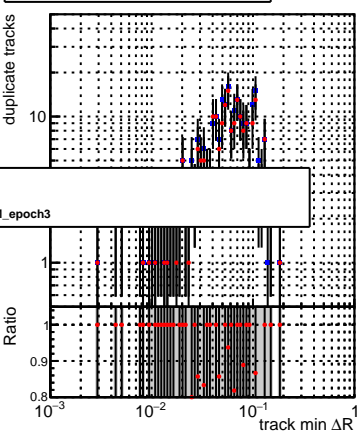 duplicate tracks
10
l_epoch3
1
Ratio
1
0.9
0.8
10⁻³ 10⁻² 10⁻¹ 1
track min ΔR